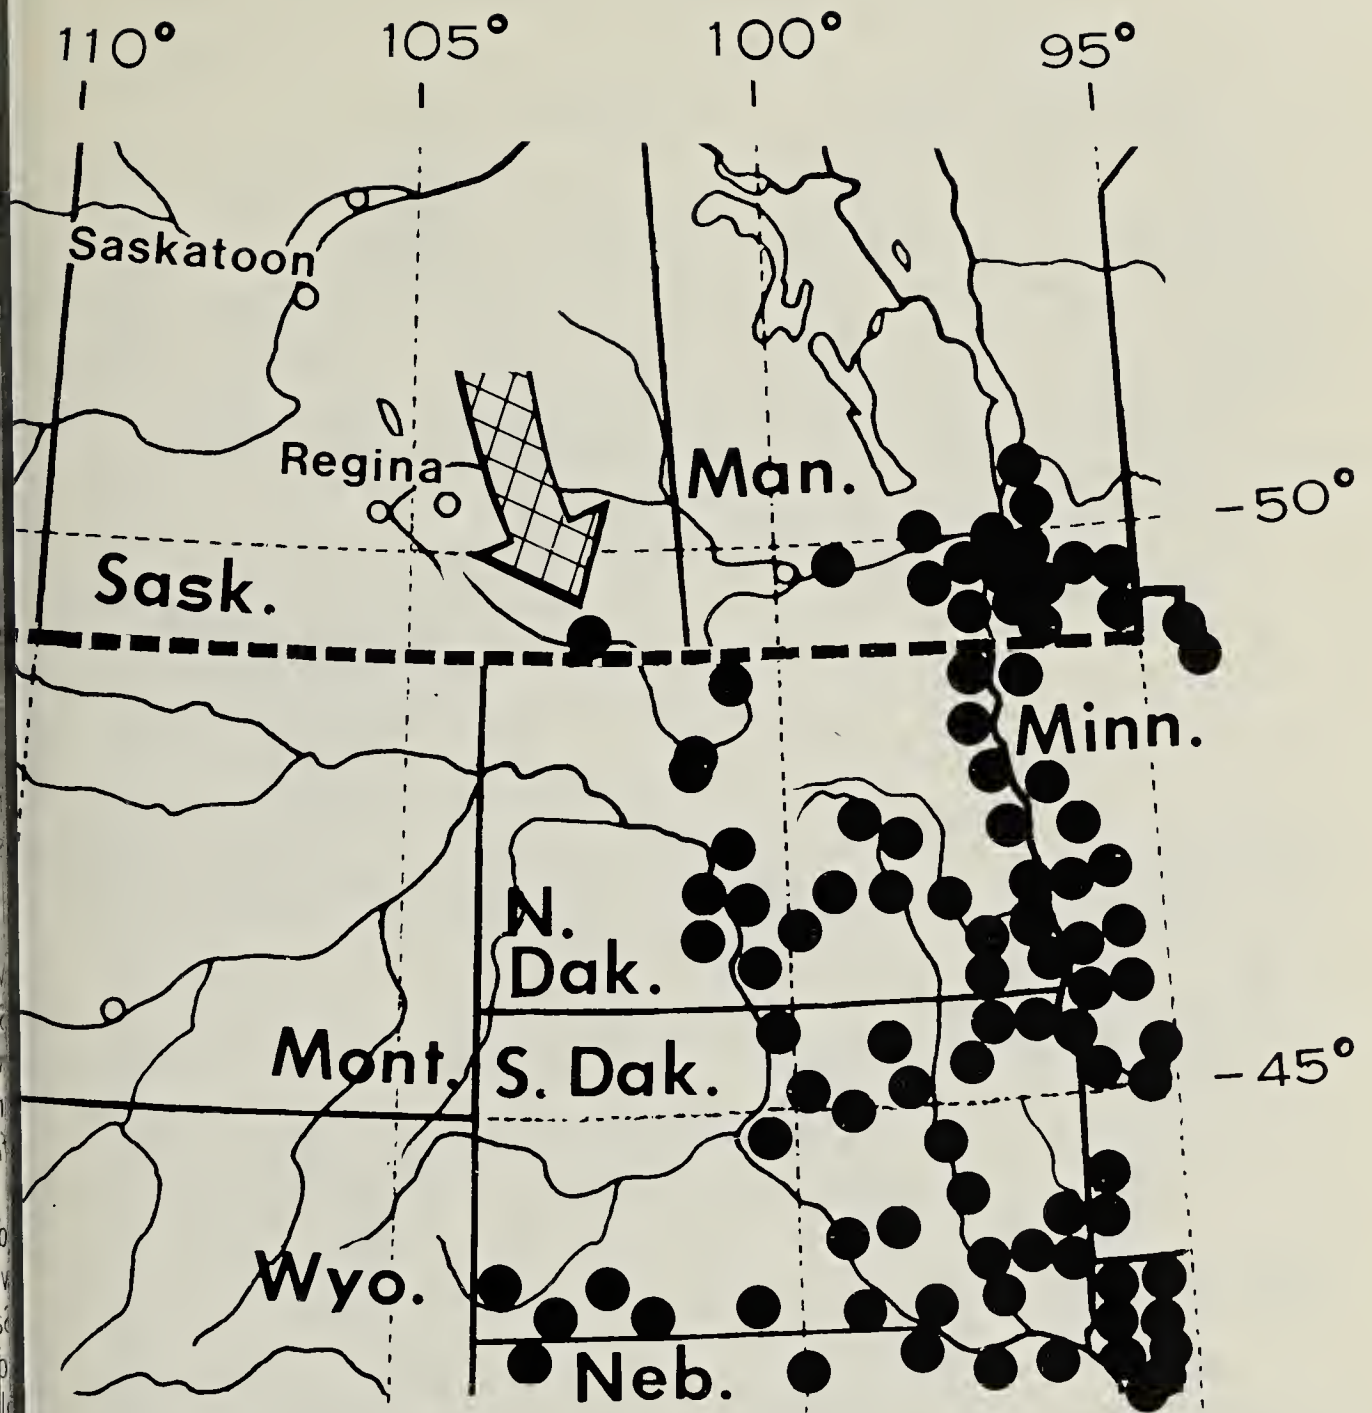 110° 105° 100° 95°
Saskatoon
Regina
Man.
-50°
Sask.
Minn.
N.
Dak.
Mont. S. Dak.
-45°
Wyo.
Neb.